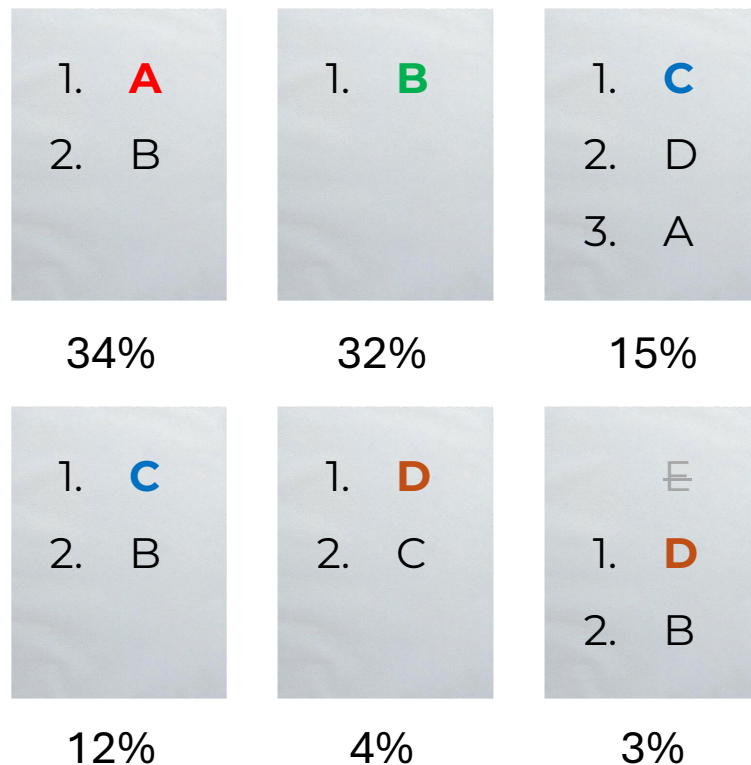 1. A
2. B
34%
1. B
32%
1. C
2. D
3. A
15%
1. C
2. B
12%
1. D
2. C
4%
E
1. D
2. B
3%